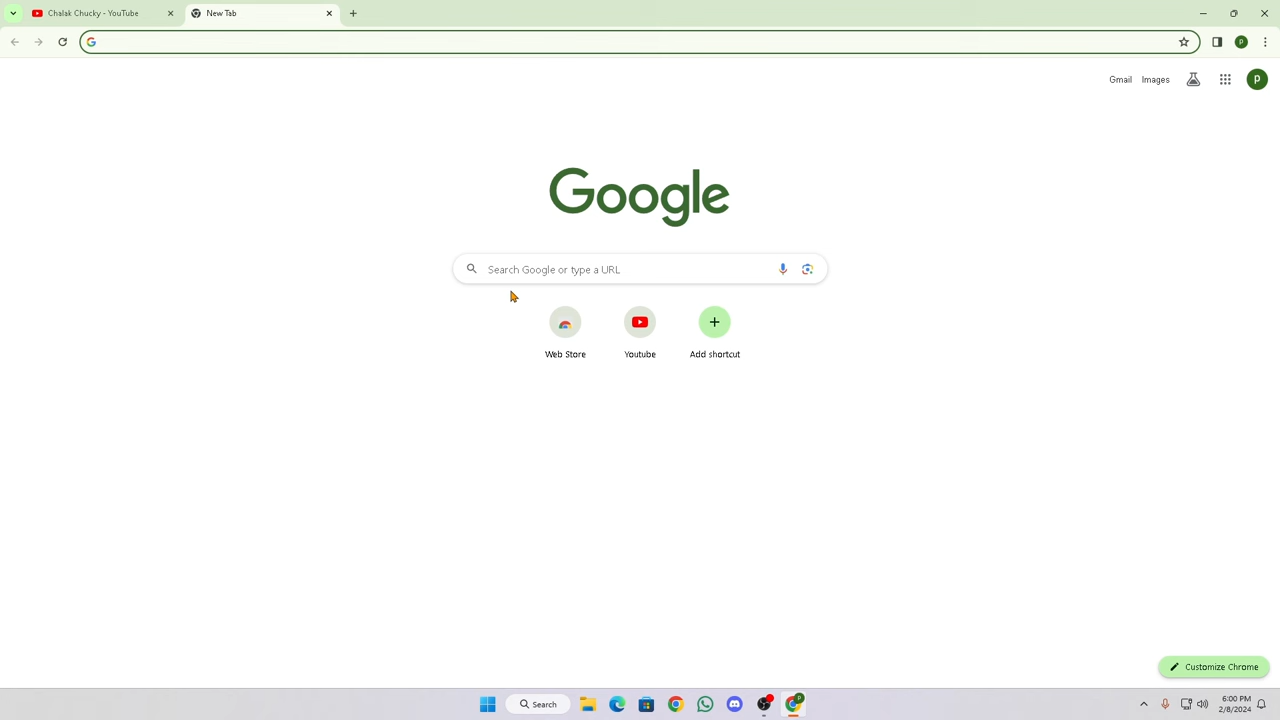 Chalak Chucky - YouTube
New Tab
Gmail Images
p
Google
Search Google or type a URL
Web Store
Youtube
Add shortcut
Customize Chrome
Search
6:00 PM
2/8/2024